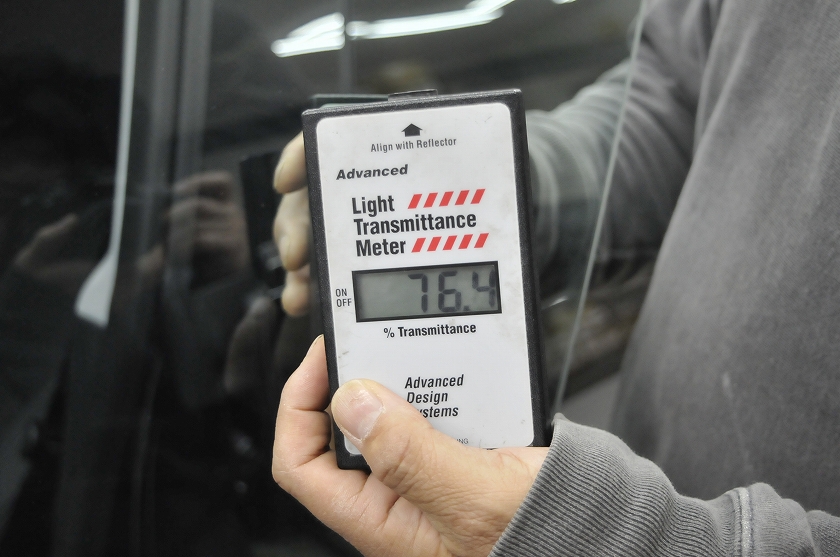 Align with Reflector
Advanced
Light
Transmittance
Meter
ON
OFF
76.4
% Transmittance
Advanced
Design